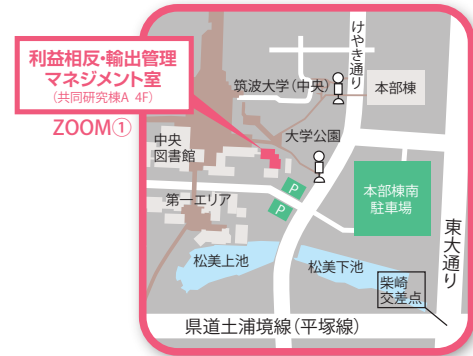 利益相反・輸出管理
マネジメント室
(共同研究棟A 4F)
ZOOM①
けやき通り
筑波大学(中央)
本部棟
大学公園
中央
図書館
P
P
本部棟南
駐車場
第一エリア
東大通り
松美上池
松美下池
柴崎
交差点
県道土浦境線(平塚線)